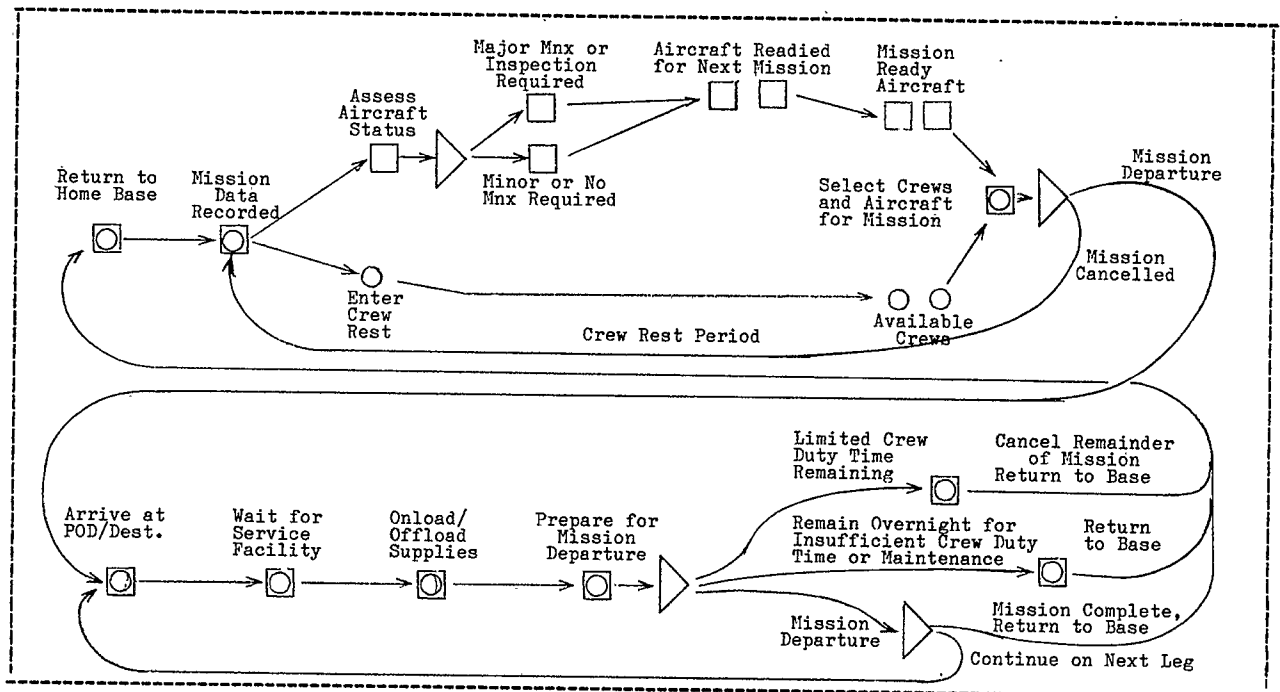 Major Mnx or
Inspection
Required
Aircraft Readied
for Next Mission
Mission
Ready
Aircraft
Assess
Aircraft
Status
Mission
Departure
Return to
Home Base
Mission
Data
Recorded
Minor or No
Mnx Required
Select Crews
and Aircraft
for Mission
Mission
Cancelled
Enter
Crew
Rest
Available
Crews
Crew Rest Period
Limited Crew
Duty Time
Remaining
Cancel Remainder
of Mission
Return to Base
Arrive at
POD/Dest.
Wait for
Service
Facility
Onload/
Offload
Supplies
Prepare for
Mission
Departure
Remain Overnight for
Insufficient Crew Duty
Time or Maintenance
Return
to Base
Mission
Departure
Mission Complete,
Return to Base
Continue on Next Leg